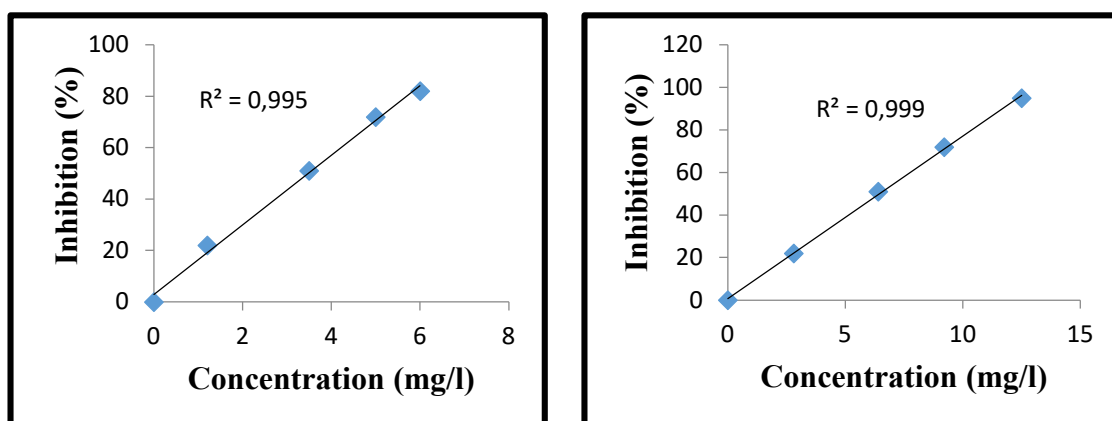 100
80
60
40
20
0
Inhibition (%)
R² = 0,995
0 2 4 6 8
Concentration (mg/l)
120
100
80
60
40
20
0
Inhibition (%)
R² = 0,999
0 5 10 15
Concentration (mg/l)